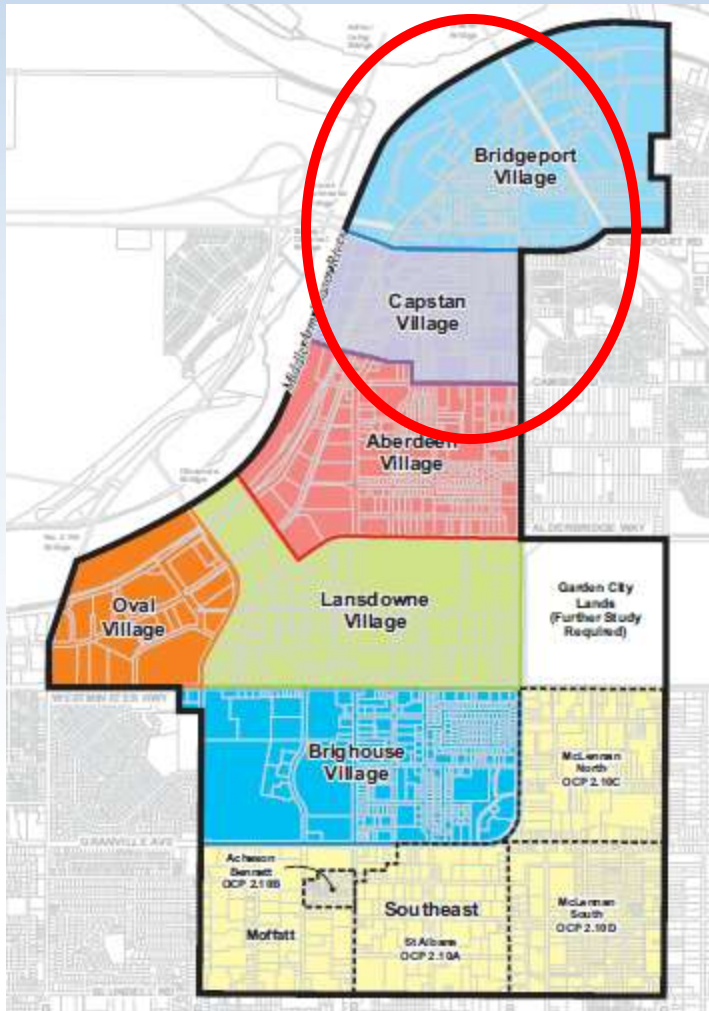 Bridgeport
Village
BRIDGEPORT RD
Capstan
Village
Aberdeen
Village
ALDERBRIDGE WAY
Oval
Village
Lansdowne
Village
Garden City
Lands
(Further Study
Required)
WESTMINSTER HWY
Brighouse
Village
McLennan
North
OCP 2.10C
GRANVILLE AVE
Acheson
Bennett
OCP 2.10B
Moffatt
Southeast
St Albans
OCP 2.10A
McLennan
South
OCP 2.10D
BLUNDELL RD